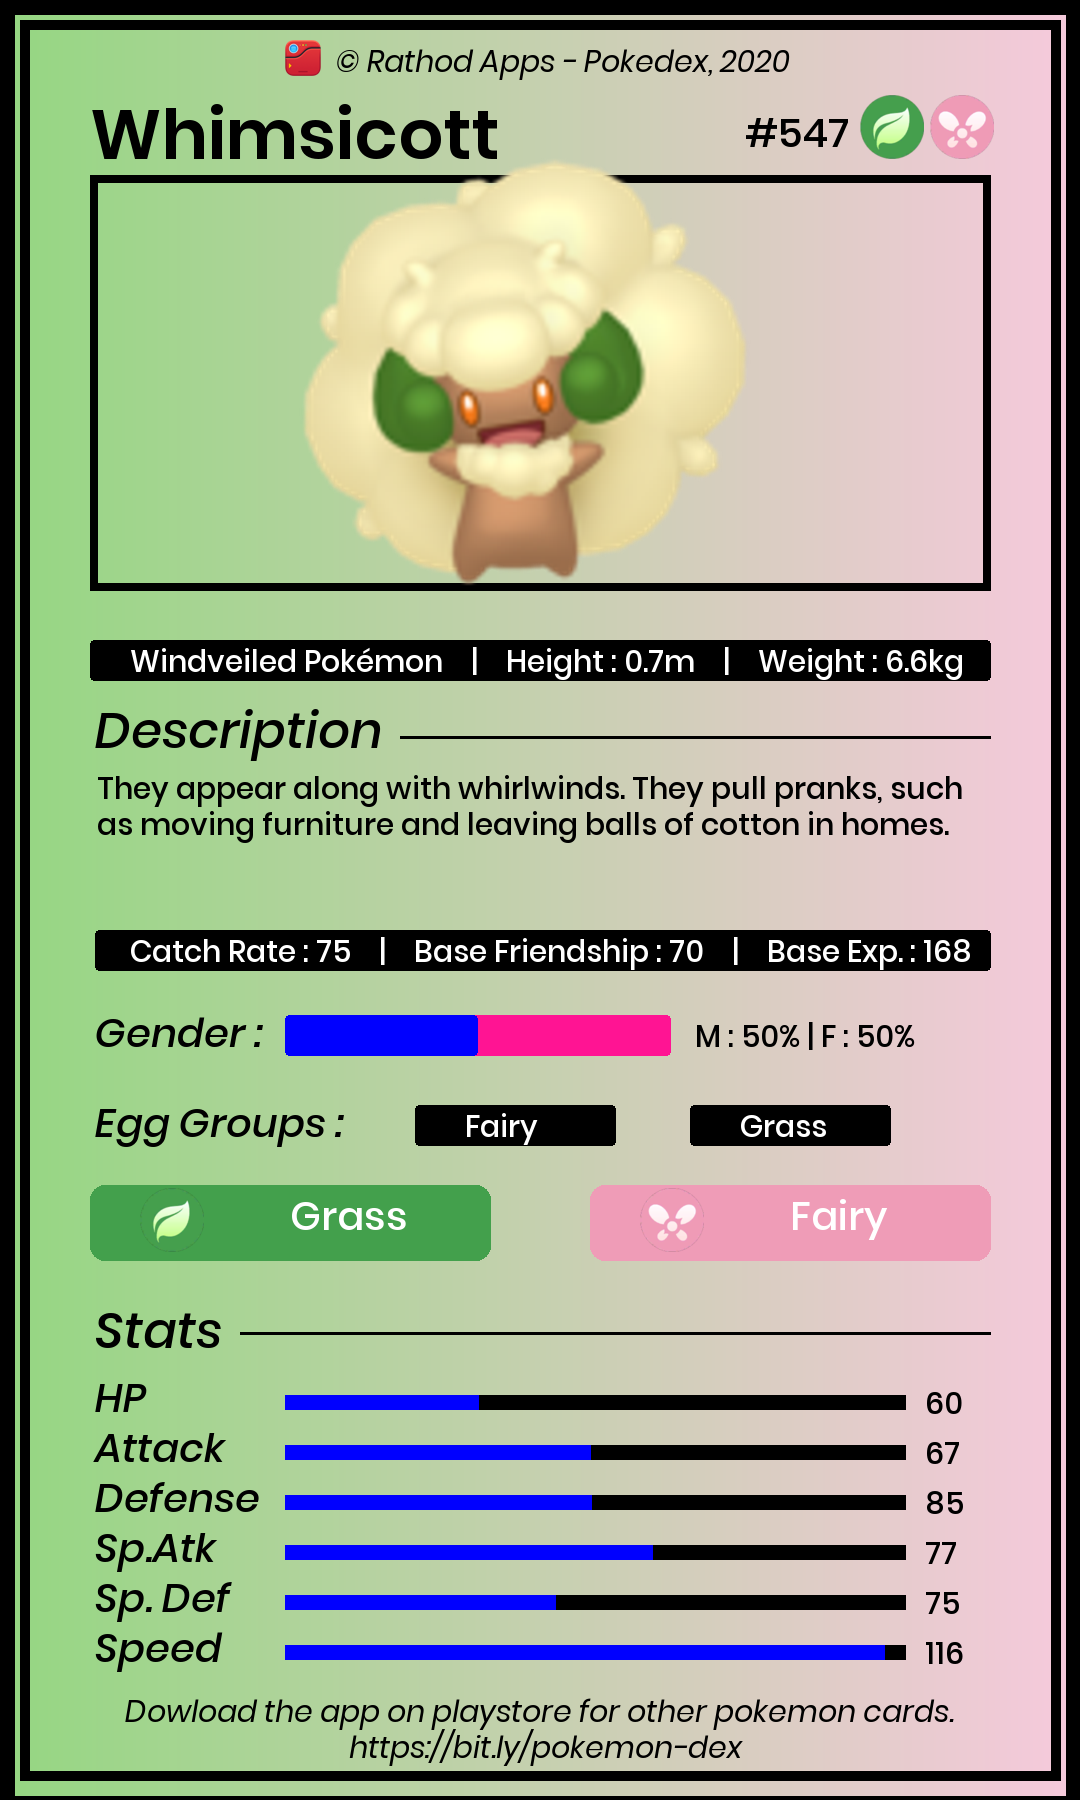 © Rathod Apps - Pokedex, 2020
Whimsicott #547
Windveiled Pokémon | Height : 0.7m | Weight : 6.6kg
Description
They appear along with whirlwinds. They pull pranks, such
as moving furniture and leaving balls of cotton in homes.
Catch Rate : 75 | Base Friendship : 70 | Base Exp. : 168
Gender : M : 50% | F : 50%
Egg Groups : Fairy Grass
Grass Fairy
Stats
HP 60
Attack 67
Defense 85
Sp.Atk 77
Sp. Def 75
Speed 116
Dowload the app on playstore for other pokemon cards.
https://bit.ly/pokemon-dex